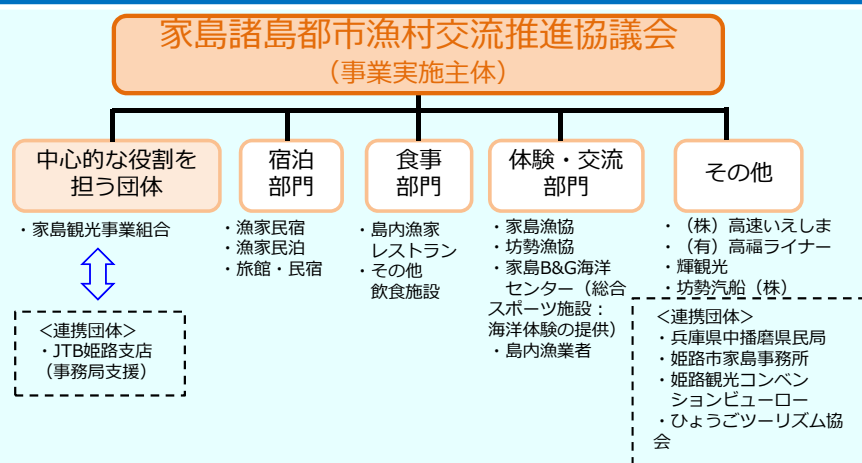 家島諸島都市漁村交流推進協議会
（事業実施主体）
中心的な役割を
担う団体
・家島観光事業組合
＜連携団体＞
・JTB姫路支店
（事務局支援）
宿泊
部門
・漁家民宿
・漁家民泊
・旅館・民宿
食事
部門
・島内漁家
レストラン
・その他
飲食施設
体験・交流
部門
・家島漁協
・坊勢漁協
・家島B&G海洋
センター（総合
スポーツ施設：
海洋体験の提供）
・島内漁業者
その他
・（株）高速いえしま
・（有）高福ライナー
・輝観光
・坊勢汽船（株）
＜連携団体＞
・兵庫県中播磨県民局
・姫路市家島事務所
・姫路観光コンベン
ションビューロー
・ひょうごツーリズム協
会